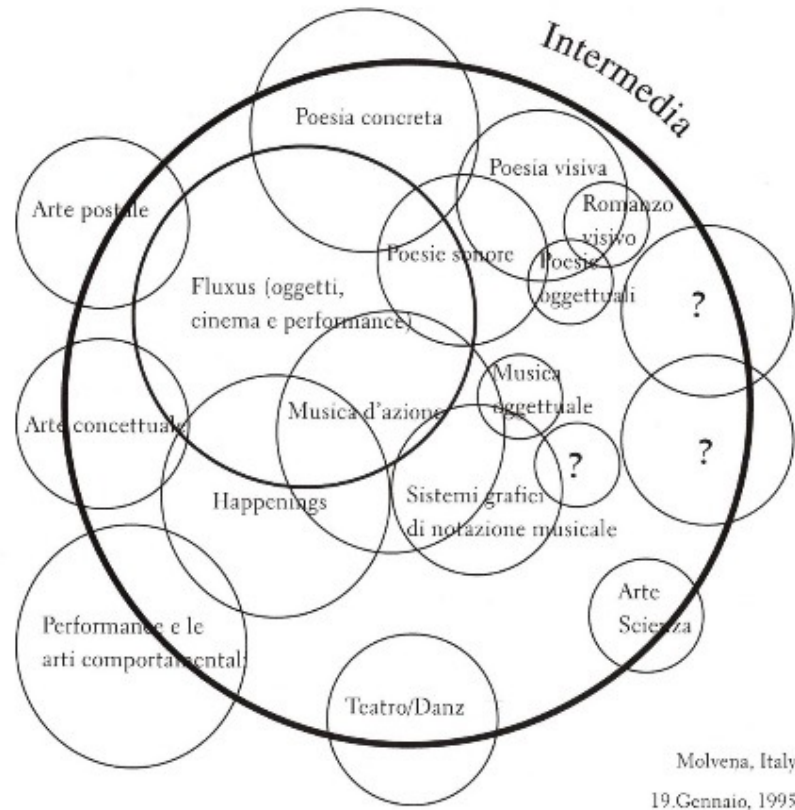 Intermedia
Poesia concreta
Poesia visiva
Arte postale
Romanzo
visivo
Poesie sonore
Poesie
oggettuali
Fluxus (oggetti,
cinema e performance)
?
Musica
oggettuale
Musica d'azione
Arte concettuale
?
?
Happenings
Sistemi grafici
di notazione musicale
Arte
Scienza
Performance e le
arti comportamentali
Teatro/Danz
Molvena, Italy
19.Gennaio, 1995